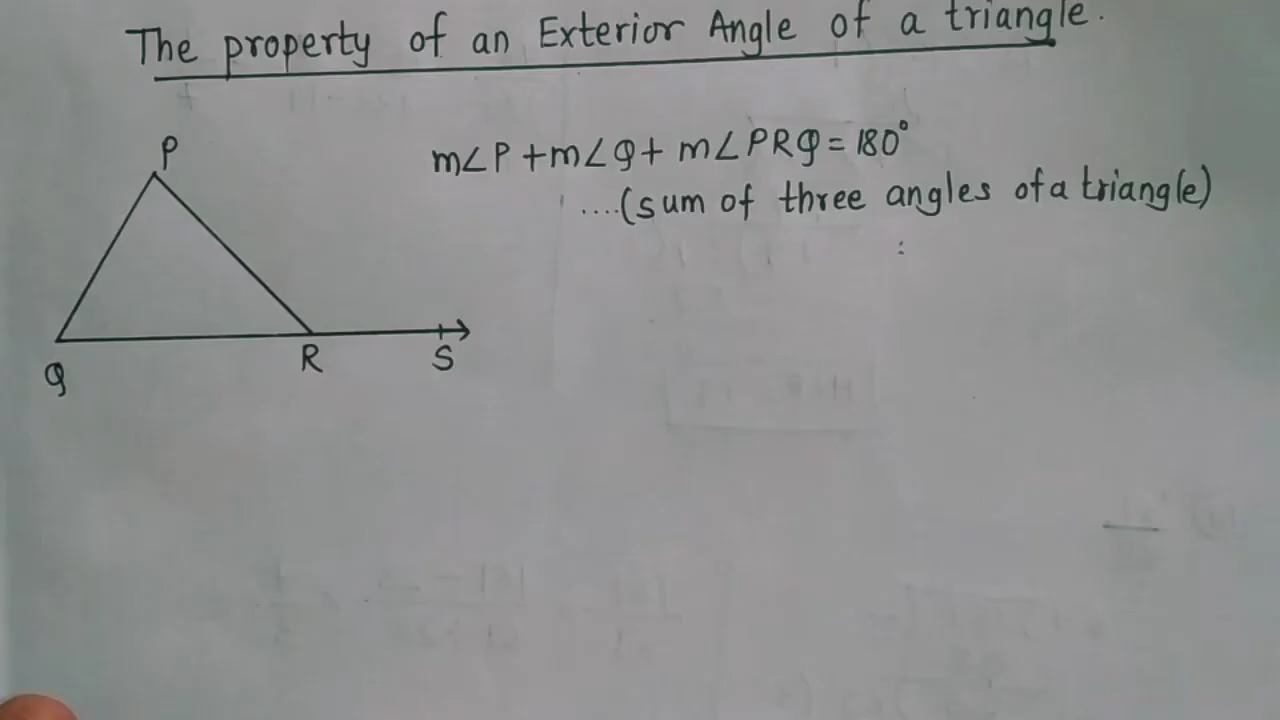 The property of an Exterior Angle of a triangle.
P
m∠P + m∠Q + m∠PRQ = 180°
....(sum of three angles of a triangle)
:
R
S
Q